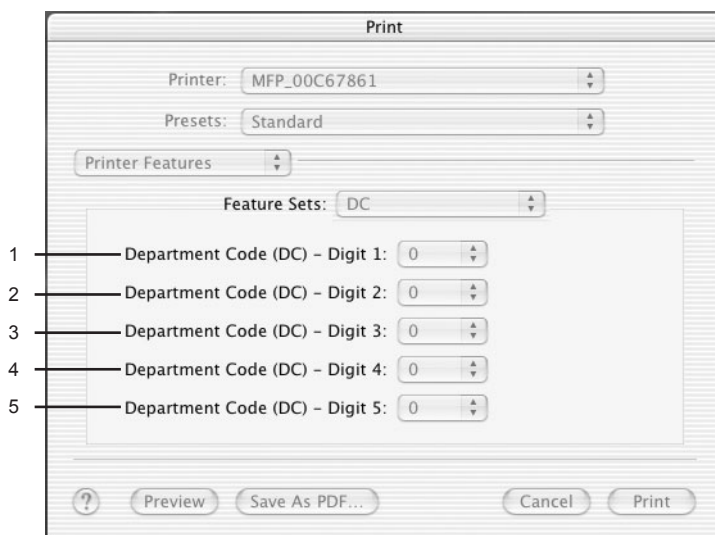 Print
Printer: MFP_00C67861
Presets: Standard
Printer Features
Feature Sets: DC
1 Department Code (DC) – Digit 1: 0
2 Department Code (DC) – Digit 2: 0
3 Department Code (DC) – Digit 3: 0
4 Department Code (DC) – Digit 4: 0
5 Department Code (DC) – Digit 5: 0
? Preview Save As PDF... Cancel Print